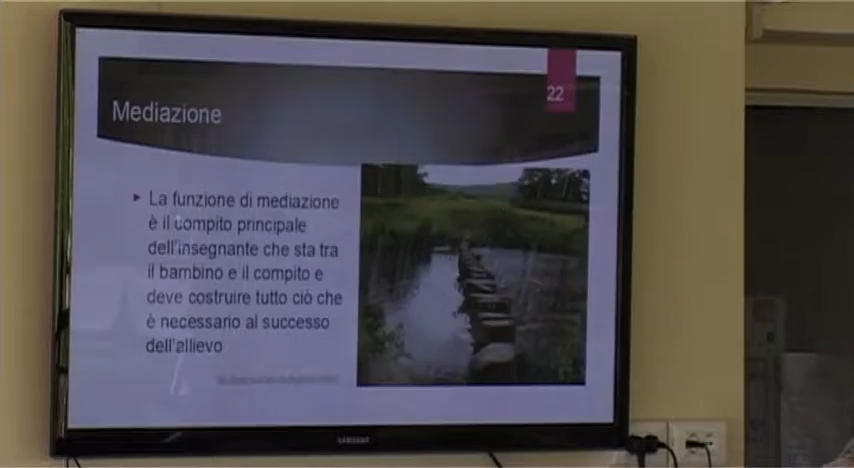 22
Mediazione
La funzione di mediazione
è il compito principale
dell'insegnante che sta tra
il bambino e il compito e
deve costruire tutto ciò che
è necessario al successo
dell'allievo
SAMSUNG